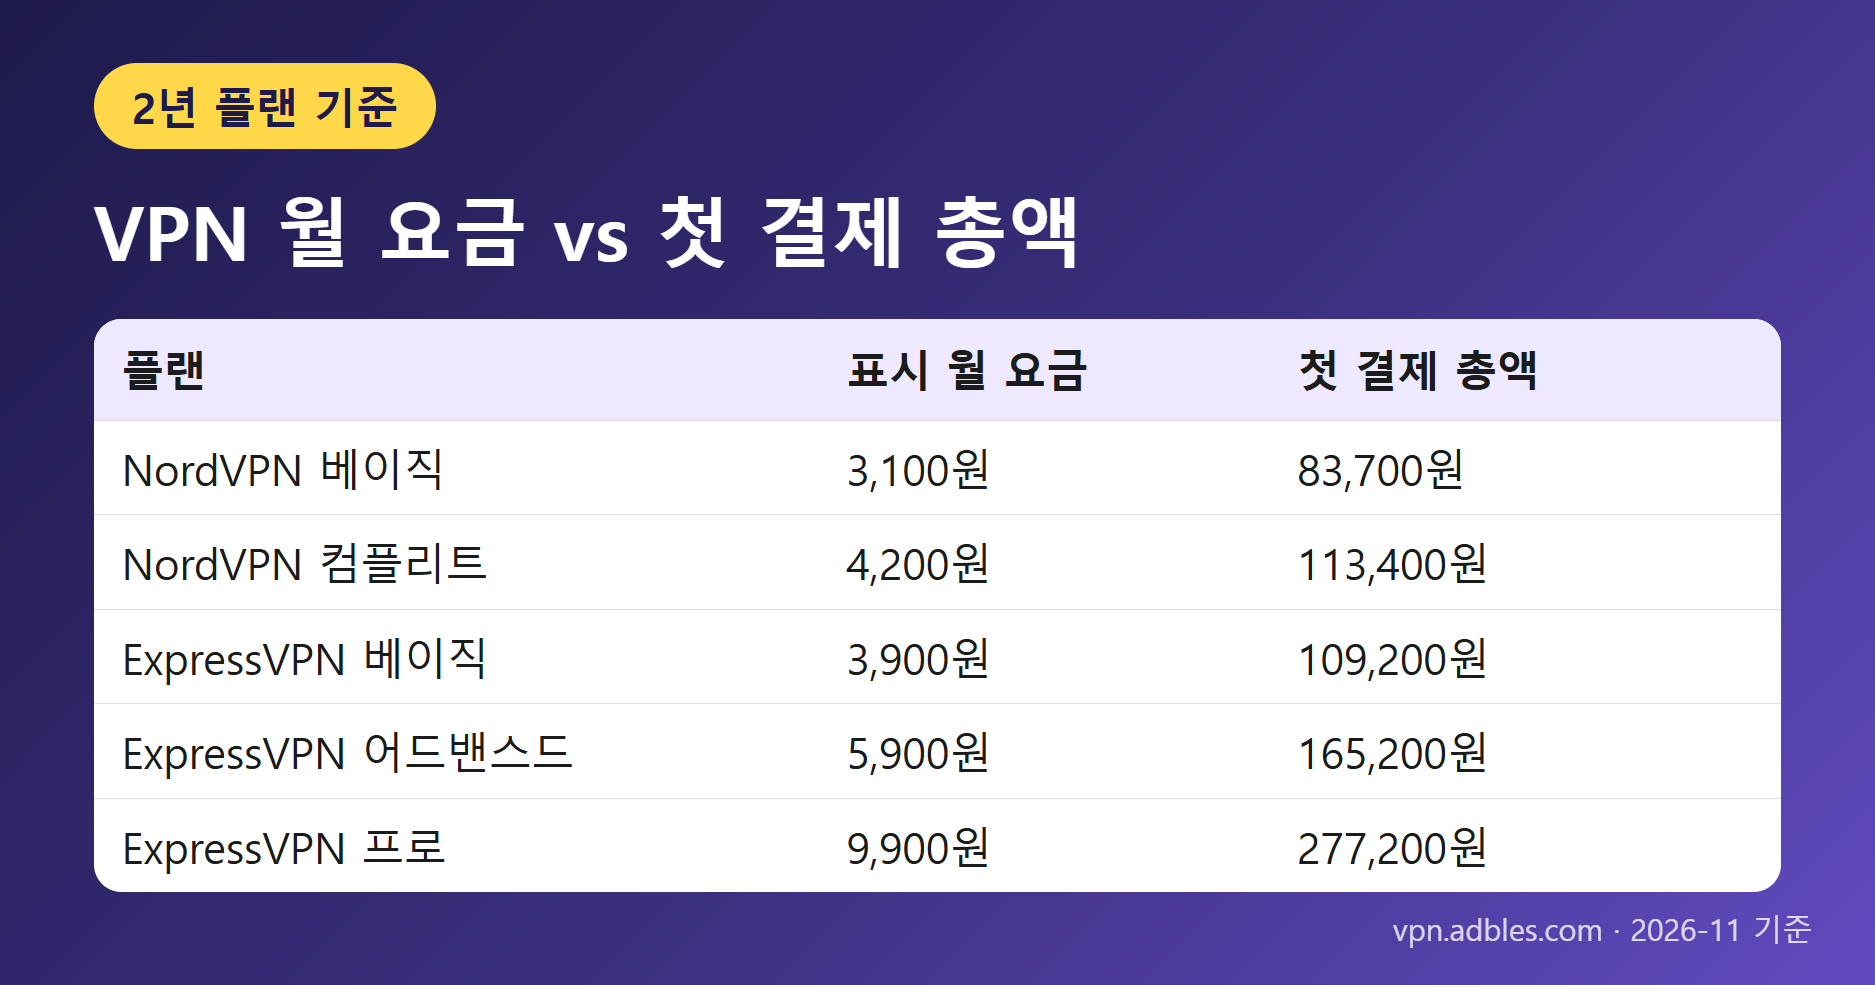 2년 플랜 기준
VPN 월 요금 vs 첫 결제 총액
플랜 표시 월 요금 첫 결제 총액
NordVPN 베이직 3,100원 83,700원
NordVPN 컴플리트 4,200원 113,400원
ExpressVPN 베이직 3,900원 109,200원
ExpressVPN 어드밴스드 5,900원 165,200원
ExpressVPN 프로 9,900원 277,200원
vpn.adbles.com · 2026-11 기준